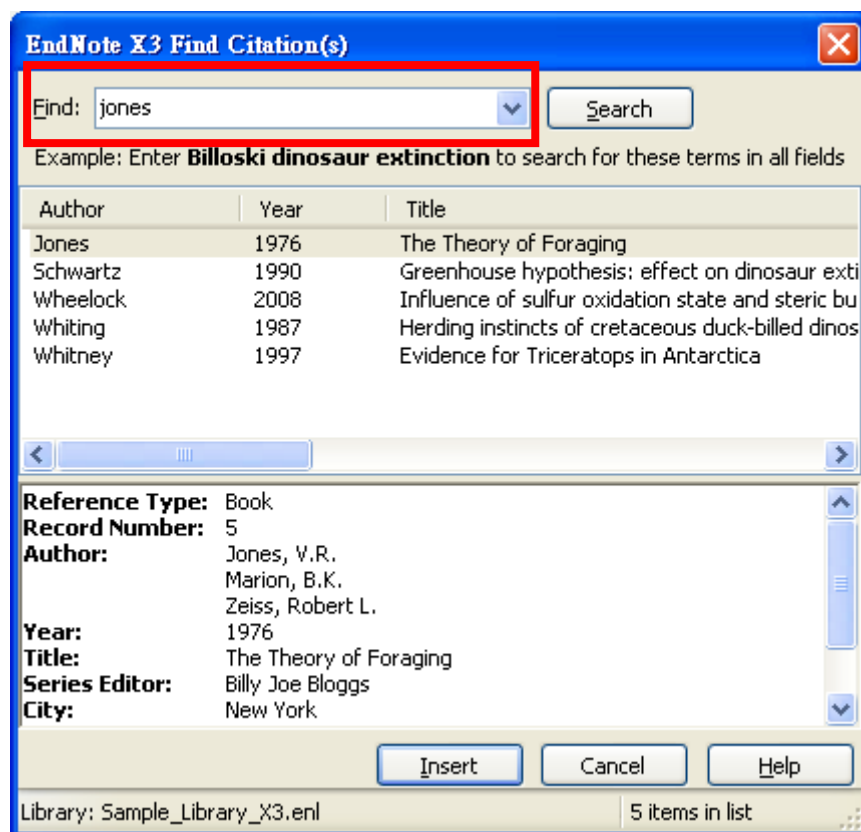 EndNote X3 Find Citation(s)
Find: jones Search
Example: Enter Billoski dinosaur extinction to search for these terms in all fields
Author Year Title
Jones 1976 The Theory of Foraging
Schwartz 1990 Greenhouse hypothesis: effect on dinosaur exti
Wheelock 2008 Influence of sulfur oxidation state and steric bu
Whiting 1987 Herding instincts of cretaceous duck-billed dinos
Whitney 1997 Evidence for Triceratops in Antarctica
Reference Type: Book
Record Number: 5
Author: Jones, V.R.
Marion, B.K.
Zeiss, Robert L.
Year: 1976
Title: The Theory of Foraging
Series Editor: Billy Joe Bloggs
City: New York
Insert Cancel Help
Library: Sample_Library_X3.enl 5 items in list